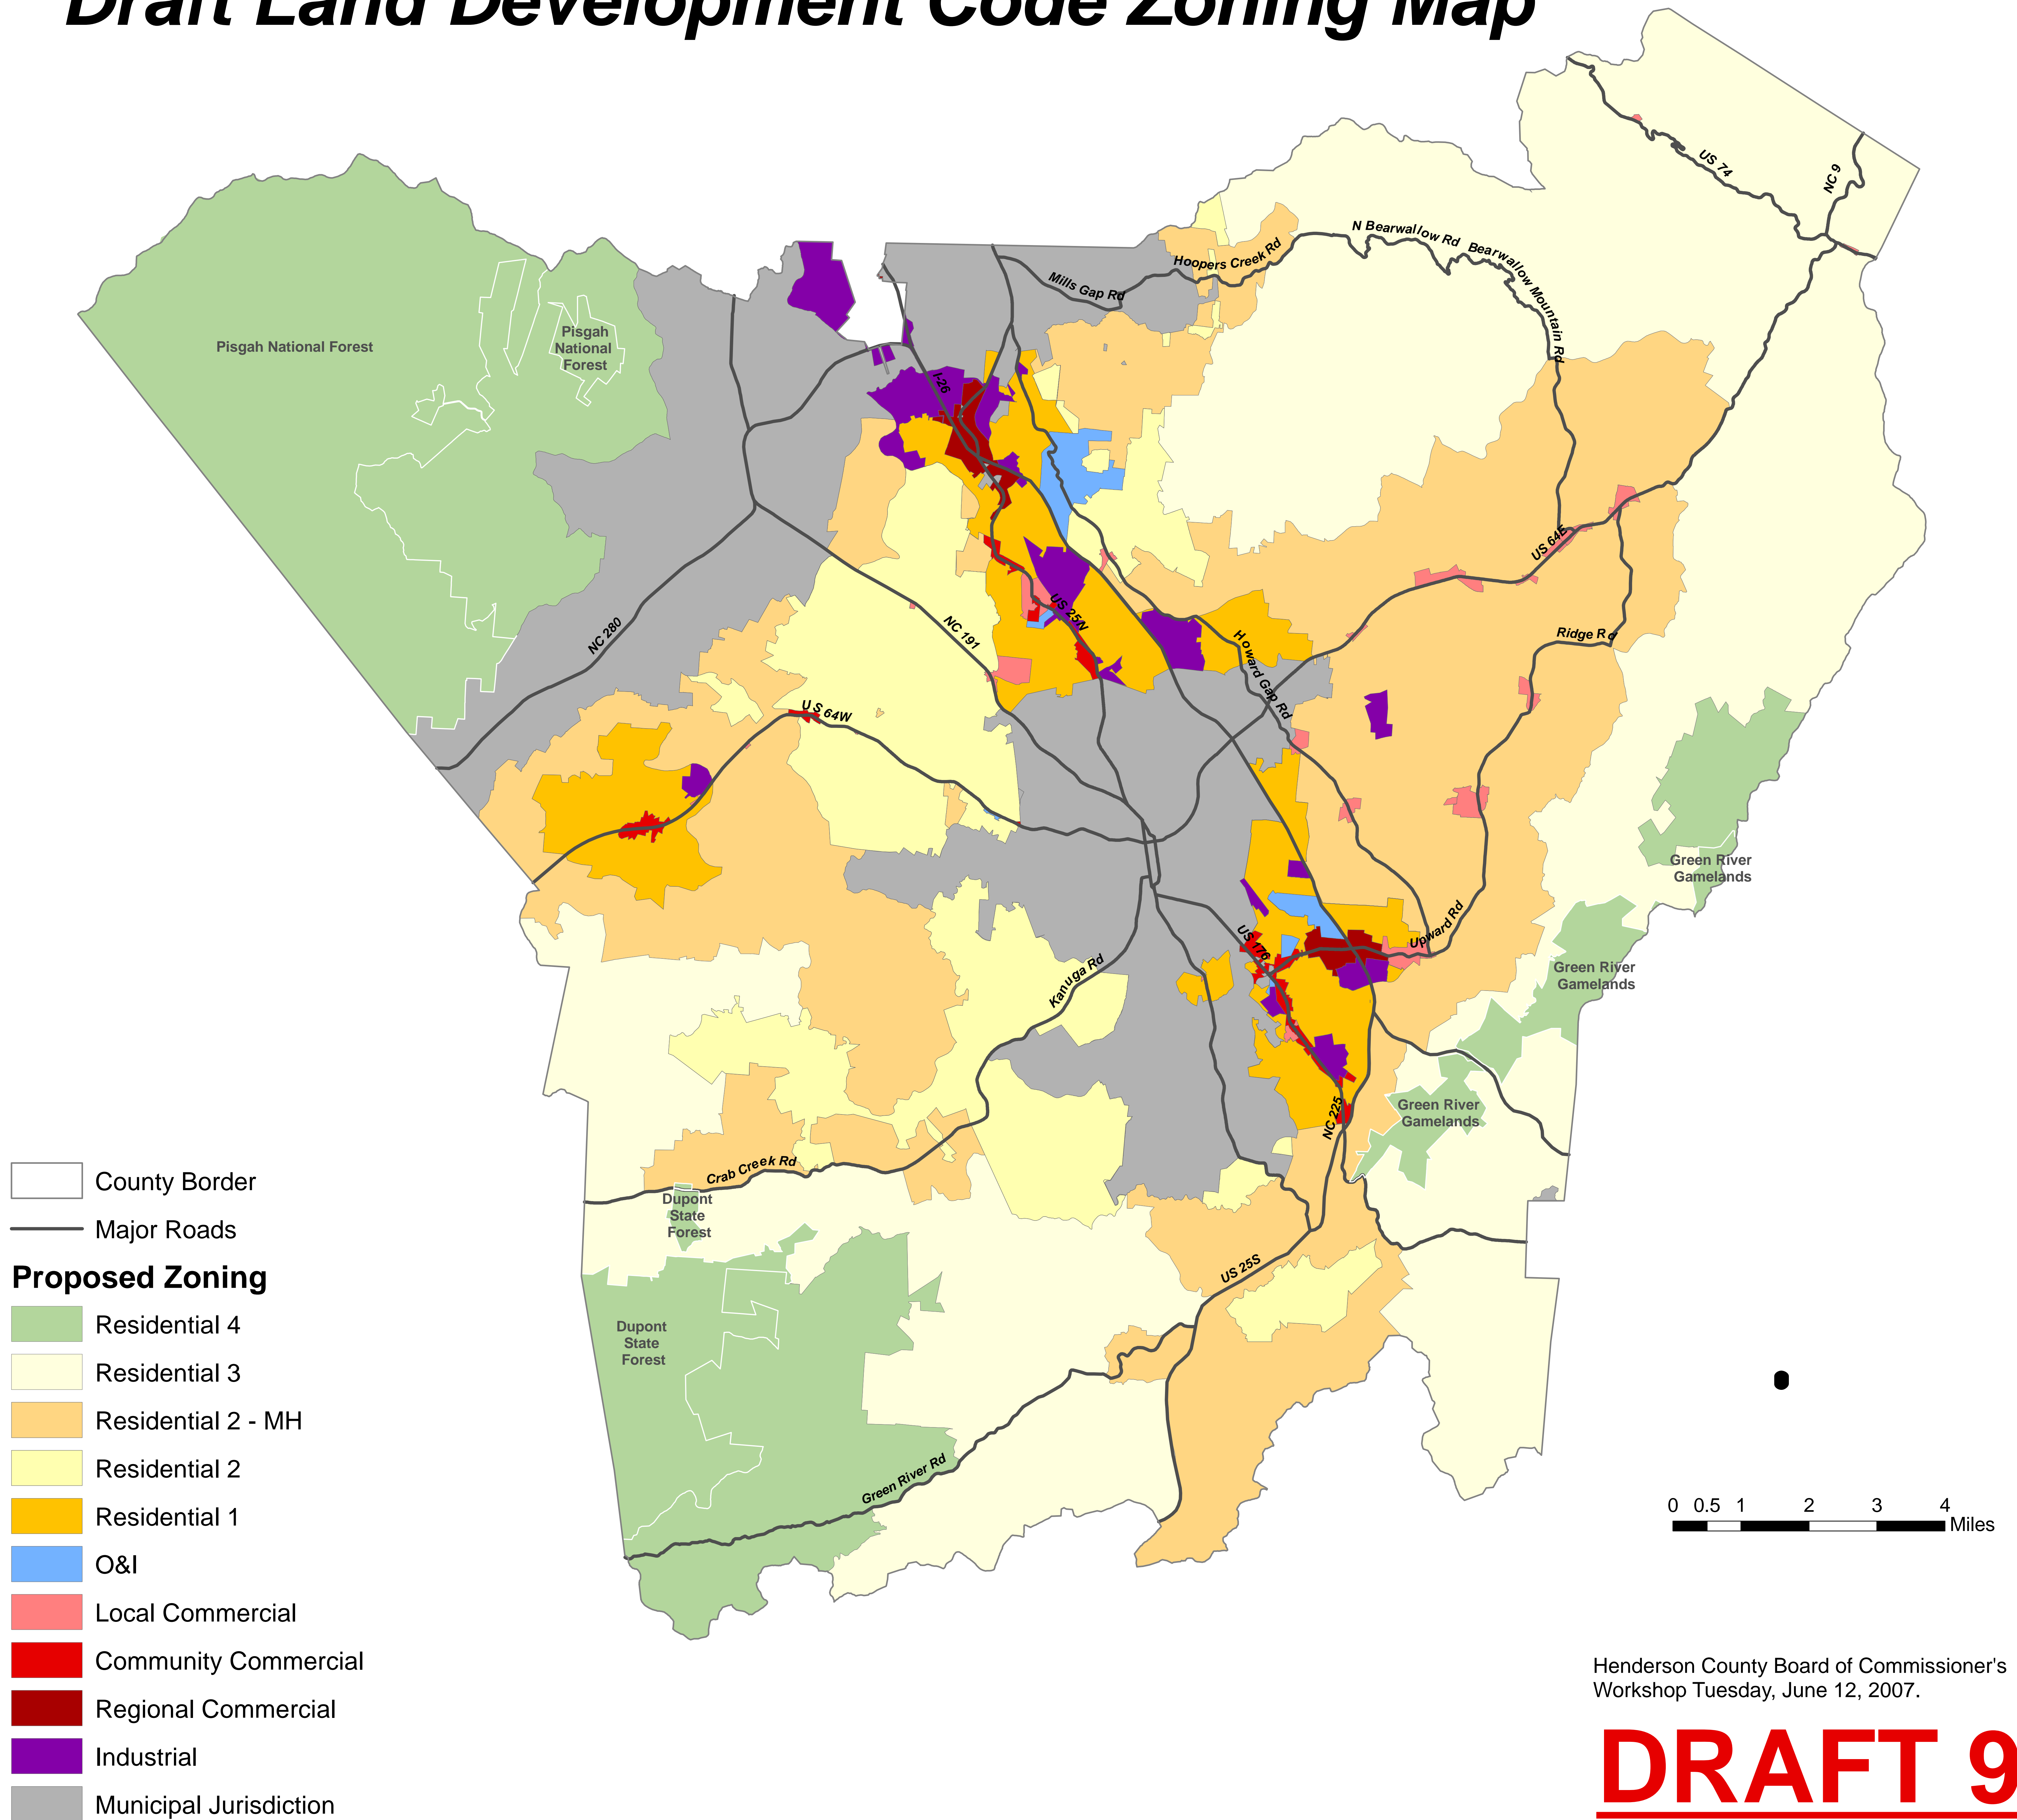 Draft Land Development Code Zoning Map
US 74
NC 9
N Bearwallow Rd
Bearwallow Mountain Rd
Hoopers Creek Rd
Mills Gap Rd
Pisgah National Forest
Pisgah
National
Forest
I-26
US 64E
NC 280
NC 191
US 25N
Howard Gap Rd
Ridge Rd
US 64W
Green River
Gamelands
Upward Rd
US 176
Kanuga Rd
Green River
Gamelands
Green River
Gamelands
NC 225
Crab Creek Rd
Dupont
State
Forest
US 25S
Dupont
State
Forest
Green River Rd
County Border
Major Roads
Proposed Zoning
Residential 4
Residential 3
Residential 2 - MH
Residential 2
Residential 1
O&I
Local Commercial
Community Commercial
Regional Commercial
Industrial
Municipal Jurisdiction
0 0.5 1 2 3 4
Miles
Henderson County Board of Commissioner's
Workshop Tuesday, June 12, 2007.
DRAFT 9